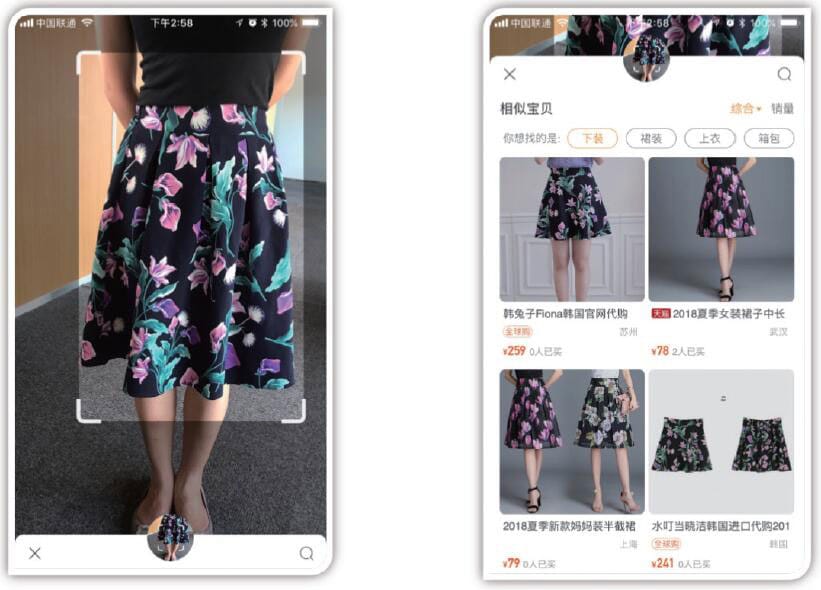 中国联通
下午2:58
100%
中国联通
2:58
100%
相似宝贝
综合
销量
你想找的是:
下装
裙装
上衣
箱包
韩兔子Fiona韩国官网代购
全球购
苏州
¥259 0人已买
天猫 2018夏季女装裙子中长
武汉
¥78 2人已买
2018夏季新款妈妈装半截裙
上海
¥79 0人已买
水叮当晓洁韩国进口代购201
全球购
韩国
¥241 0人已买